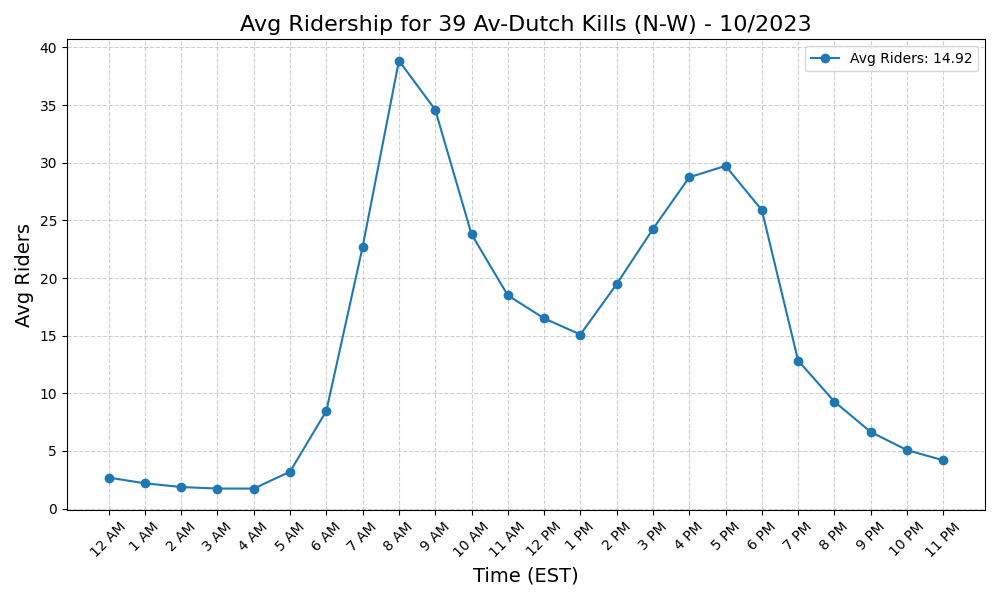 Avg Ridership for 39 Av-Dutch Kills (N-W) - 10/2023
Avg Riders: 14.92
Avg Riders
40
35
30
25
20
15
10
5
0
12 AM
1 AM
2 AM
3 AM
4 AM
5 AM
6 AM
7 AM
8 AM
9 AM
10 AM
11 AM
12 PM
1 PM
2 PM
3 PM
4 PM
5 PM
6 PM
7 PM
8 PM
9 PM
10 PM
11 PM
Time (EST)